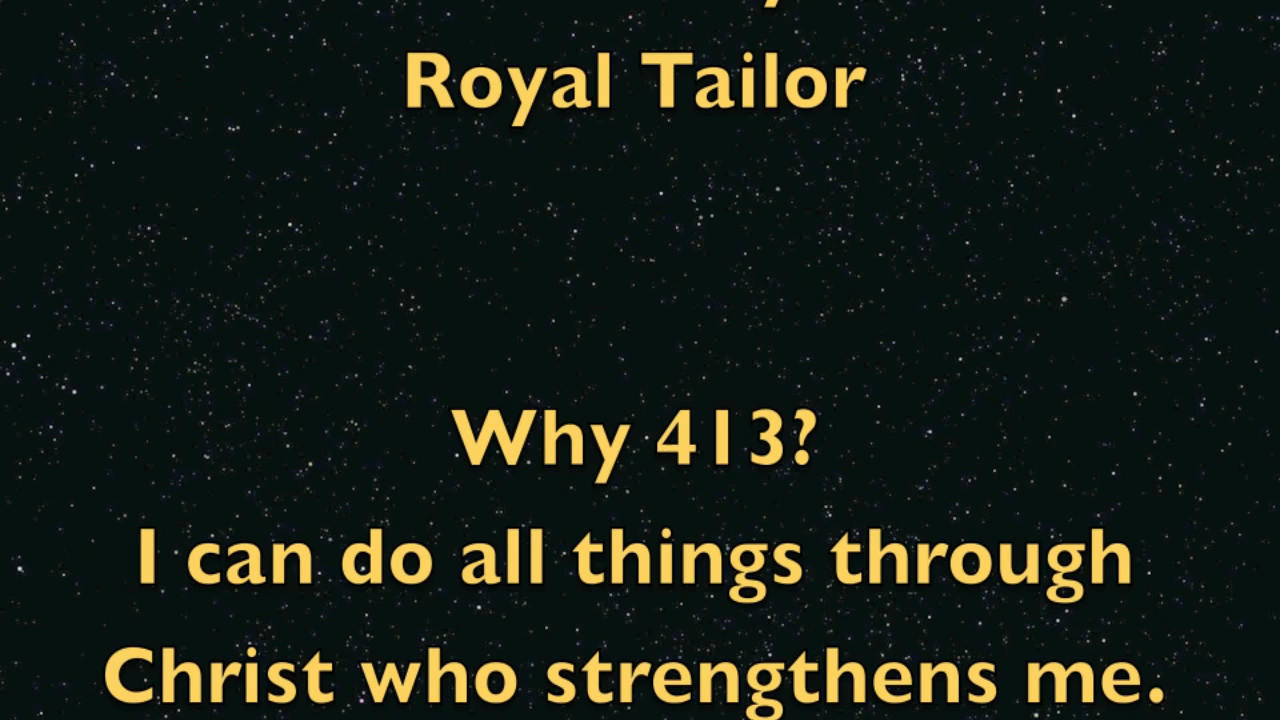 Royal Tailor
Why 413?
I can do all things through
Christ who strengthens me.